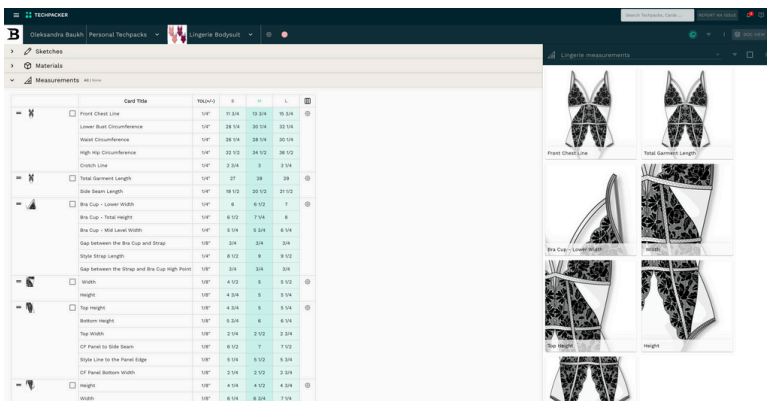 TECHPACKER
Search Techpacks, Cards ...
REPORT AN ISSUE
B
Oleksandra Baukh
Personal Techpacks
Lingerie Bodysuit
Sketches
Materials
Measurements
Lingerie measurements
Card Title TOL(+/-) S M L
Front Chest Line 1/4" 11 3/4 13 3/4 15 3/4
Lower Bust Circumference 1/4" 28 1/4 30 1/4 32 1/4
Waist Circumference 1/4" 26 1/4 28 1/4 30 1/4
High Hip Circumference 1/4" 32 1/2 34 1/2 36 1/2
Crotch Line 1/4" 2 3/4 3 3 1/4
Total Garment Length 1/4" 27 28 29
Side Seam Length 1/4" 19 1/2 20 1/2 21 1/2
Bra Cup - Lower Width 1/4" 6 6 1/2 7
Bra Cup - Total Height 1/4" 6 1/2 7 1/4 8
Bra Cup - Mid Level Width 1/4" 5 1/4 5 3/4 6 1/4
Gap between the Bra Cup and Strap 1/8" 3/4 3/4 3/4
Style Strap Length 1/4" 8 1/2 9 9 1/2
Gap between the Strap and Bra Cup High Point 1/8" 3/4 3/4 3/4
Width 1/8" 4 1/2 5 5 1/2
Height 1/8" 4 3/4 5 5 1/4
Top Height 1/8" 4 3/4 5 5 1/4
Bottom Height 1/8" 5 3/4 6 6 1/4
Top Width 1/8" 2 1/4 2 1/2 2 3/4
CF Panel to Side Seam 1/8" 6 1/2 7 7 1/2
Style Line to the Panel Edge 1/8" 5 1/4 5 1/2 5 3/4
CF Panel Bottom Width 1/8" 2 1/4 2 1/2 2 3/4
Height 1/8" 4 1/4 4 1/2 4 3/4
Width 1/8" 6 1/4 6 3/4 7 1/4
Front Chest Line
Total Garment Length
Bra Cup - Lower Width
Width
Top Height
Height